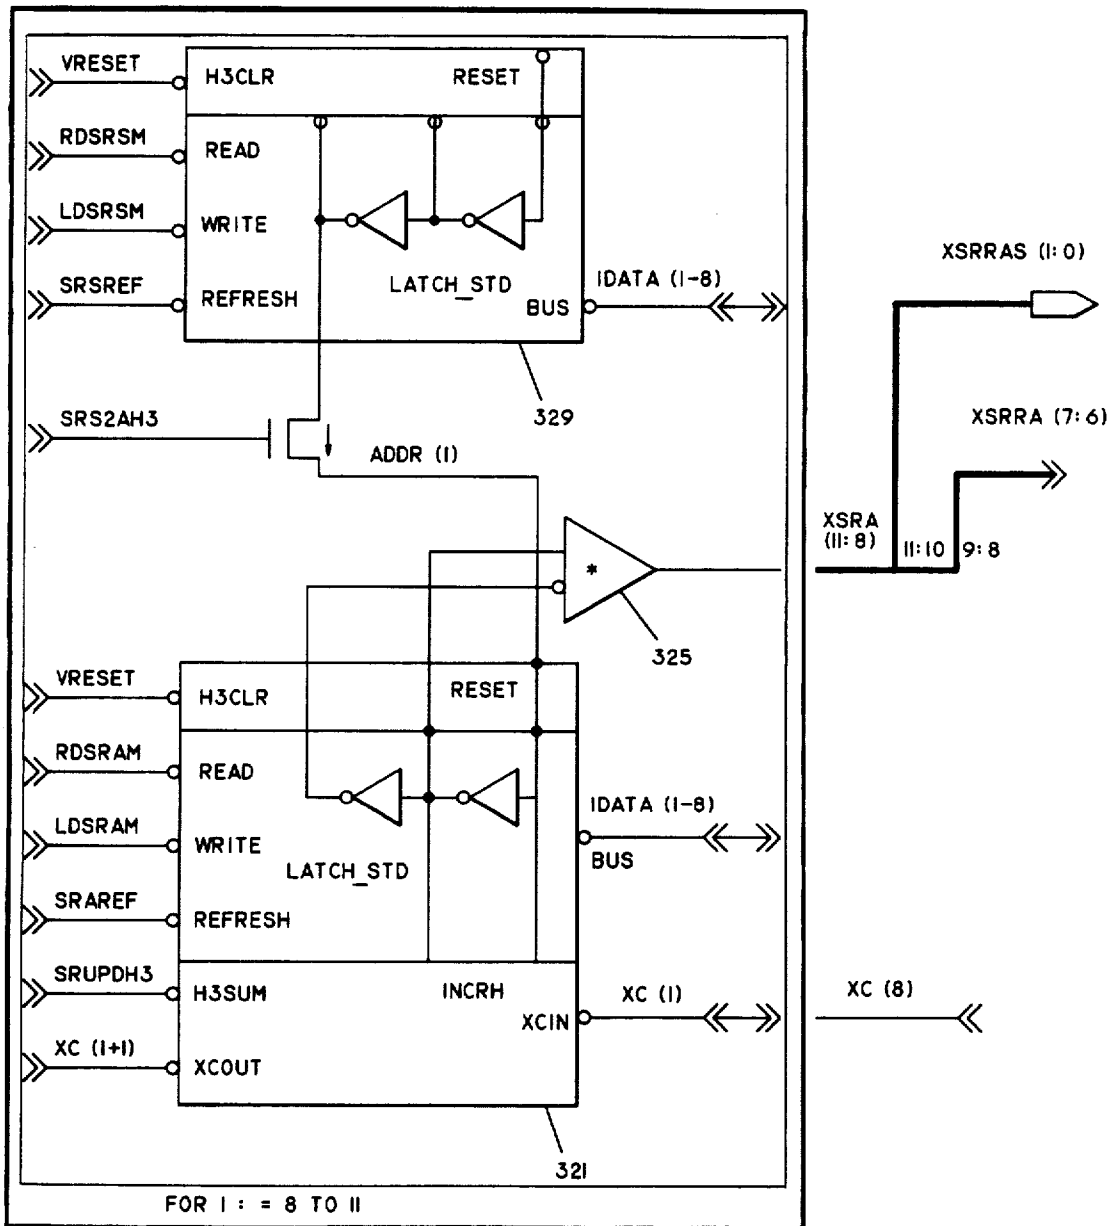 VRESET
H3CLR
RESET
RDSRSM
READ
LDSRSM
WRITE
SRSREF
REFRESH
LATCH_STD
BUS
IDATA (I-8)
329
SRS2AH3
ADDR (I)
XSRRAS (1:0)
XSRRA (7:6)
XSRA
(11:8)
11:10
9:8
*
325
VRESET
H3CLR
RESET
RDSRAM
READ
LDSRAM
WRITE
SRAREF
REFRESH
LATCH_STD
IDATA (I-8)
BUS
SRUPDH3
H3SUM
INCRH
XCIN
XC (I)
XC (8)
XC (I+1)
XCOUT
321
FOR I : = 8 TO 11